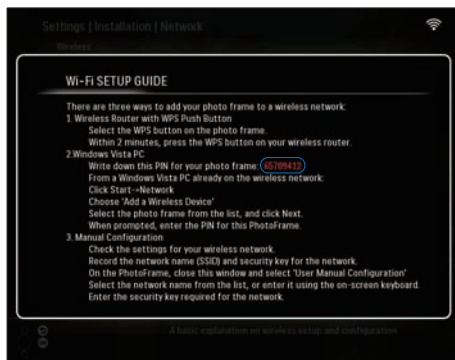 Settings | Installation | Network
Wireless
Wi-Fi SETUP GUIDE
There are three ways to add your photo frame to a wireless network:
1. Wireless Router with WPS Push Button
Select the WPS button on the photo frame.
Within 2 minutes, press the WPS button on your wireless router.
2.Windows Vista PC
Write down this PIN for your photo frame: 65709412
From a Windows Vista PC already on the wireless network:
Click Start->Network
Choose 'Add a Wireless Device'
Select the photo frame from the list, and click Next.
When prompted, enter the PIN for this PhotoFrame.
3. Manual Configuration
Check the settings for your wireless network.
Record the network name (SSID) and security key for the network.
On the PhotoFrame, close this window and select 'User Manual Configuration'
Select the network name from the list, or enter it using the on-screen keyboard.
Enter the security key required for the network.
A basic explanation on wireless setup and configuration